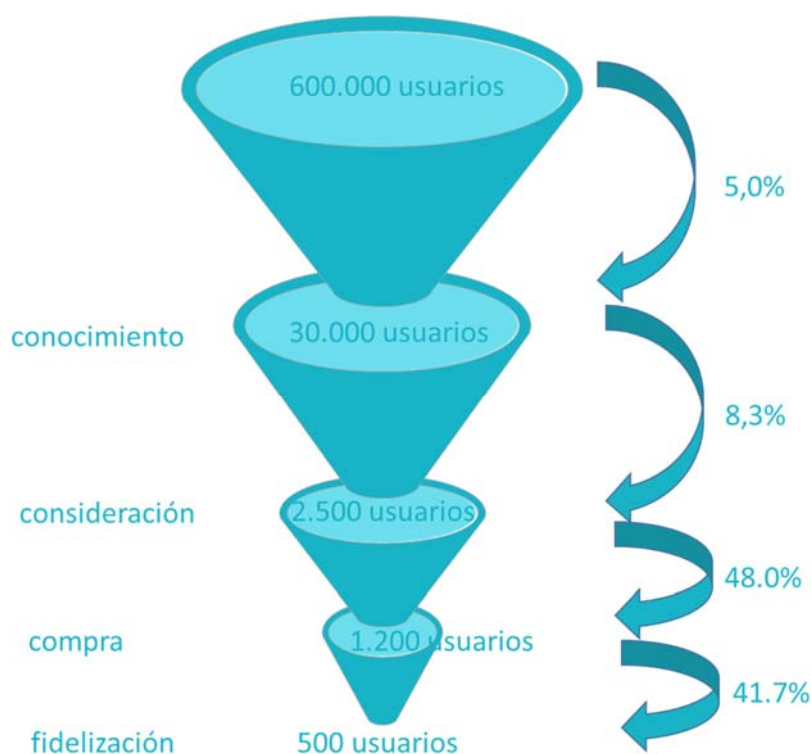 600.000 usuarios
5,0%
conocimiento
30.000 usuarios
8,3%
consideración
2.500 usuarios
48.0%
compra
1.200 usuarios
41.7%
fidelización
500 usuarios